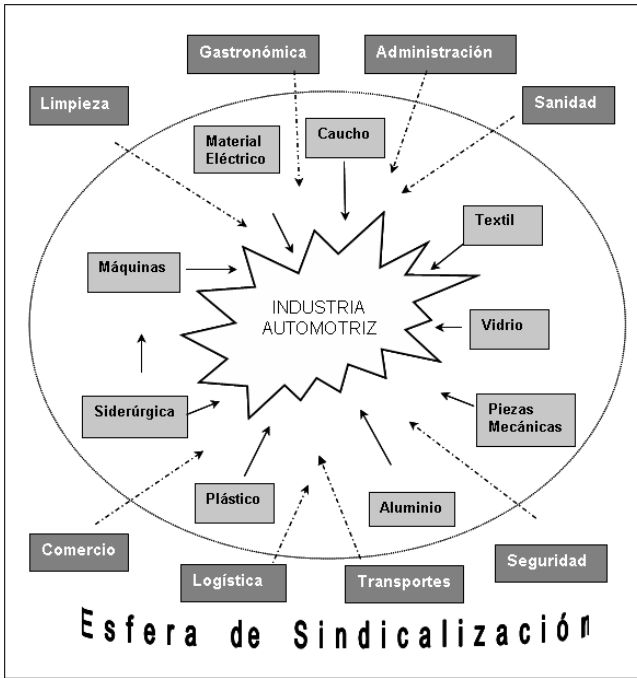 Gastronómica
Administración
Limpieza
Sanidad
Material
Eléctrico
Caucho
Textil
Máquinas
INDUSTRIA
AUTOMOTRIZ
Vidrio
Siderúrgica
Piezas
Mecánicas
Plástico
Aluminio
Comercio
Seguridad
Logística
Transportes
Esfera de Sindicalización